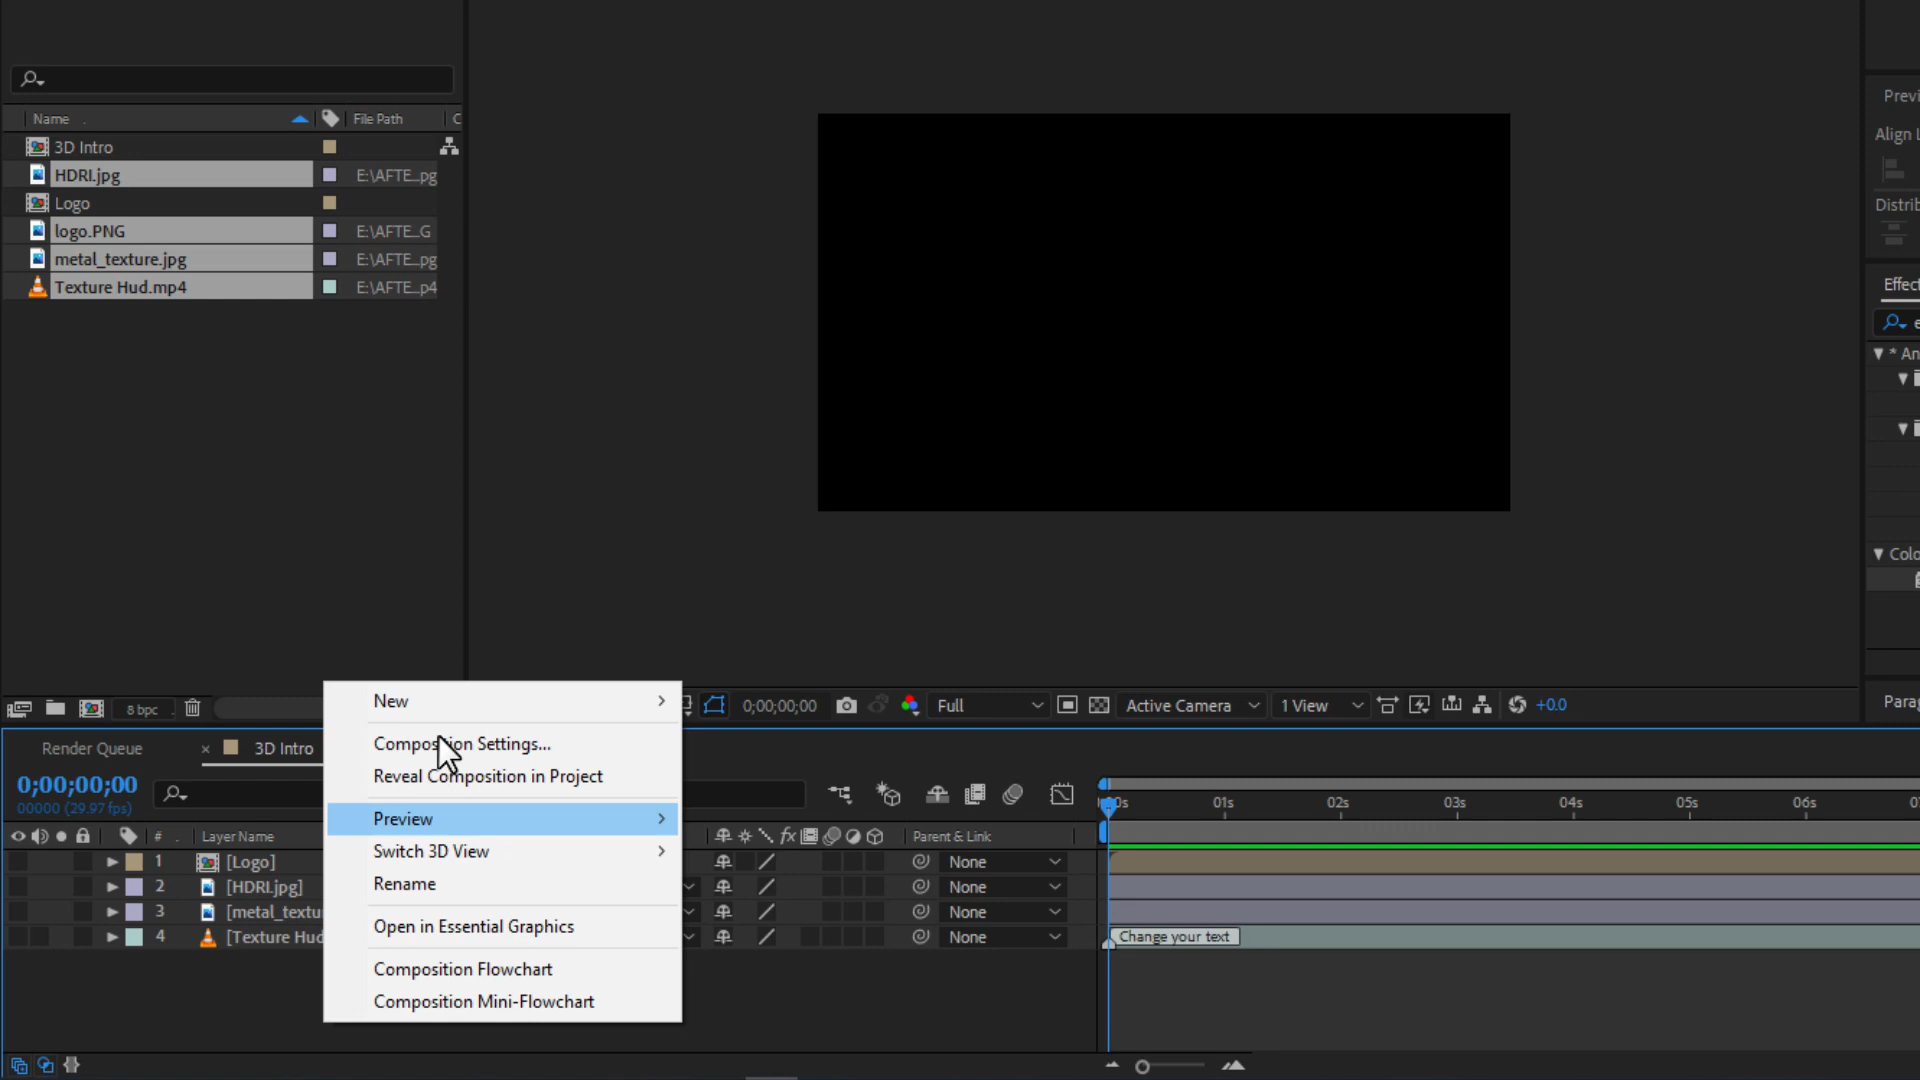 Name
File Path
C
3D Intro
HDRI.jpg
E:\AFTE...pg
Logo
logo.PNG
E:\AFTE...G
metal_texture.jpg
E:\AFTE...pg
Texture Hud.mp4
E:\AFTE...p4
Previ
Align L
Distrib
Effec
e
* An
Colo
Parag
8 bpc
0;00;00;00
Full
Active Camera
1 View
+0.0
New
Composition Settings...
Reveal Composition in Project
Preview
Switch 3D View
Rename
Open in Essential Graphics
Composition Flowchart
Composition Mini-Flowchart
Render Queue
× 3D Intro
0;00;00;00
00000 (29.97 fps)
# Layer Name
fx
Parent & Link
1 [Logo]
None
2 [HDRI.jpg]
None
3 [metal_textu
None
4 [Texture Hud
None
00s 01s 02s 03s 04s 05s 06s 07
Change your text